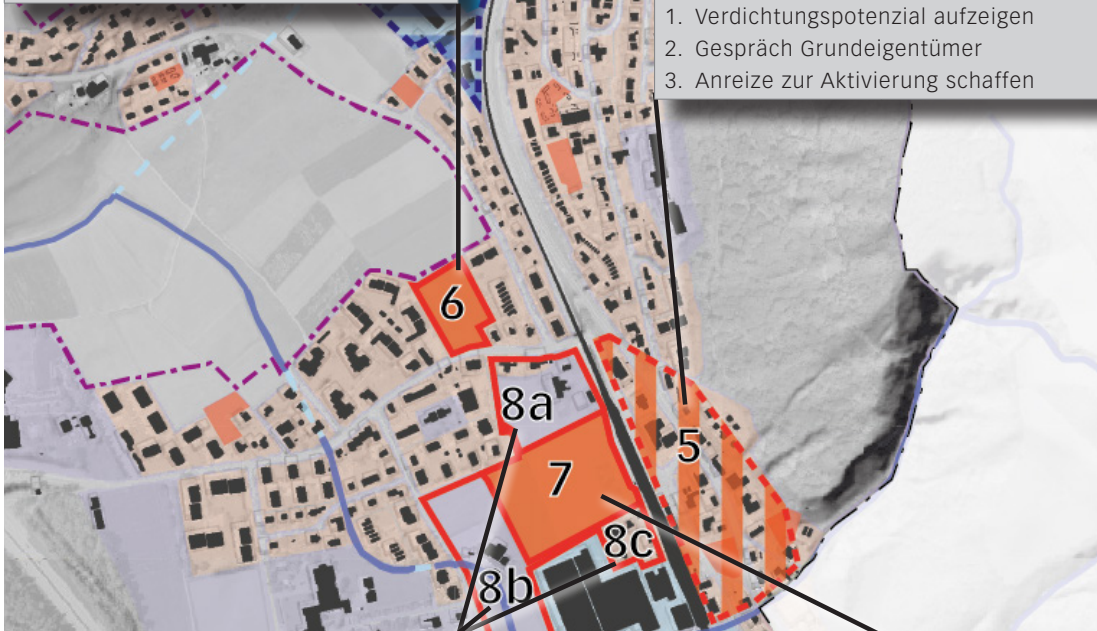 1. Verdichtungspotenzial aufzeigen
2. Gespräch Grundeigentümer
3. Anreize zur Aktivierung schaffen
6
8a
5
7
8c
8b